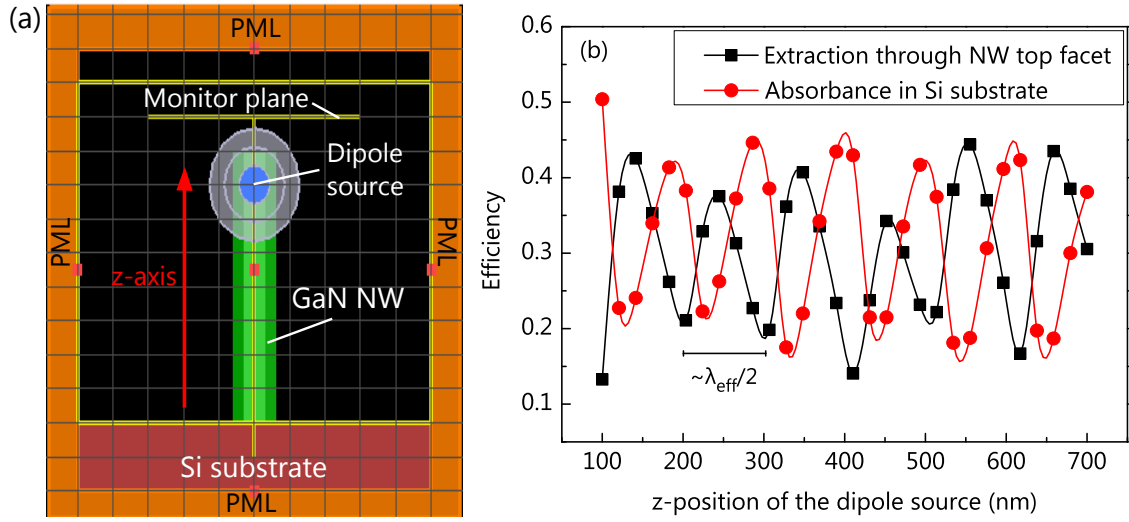 (a)
PML
Monitor plane
Dipole
source
PML
PML
z-axis
GaN NW
Si substrate
PML
(b)
Extraction through NW top facet
Absorbance in Si substrate
Efficiency
0.6
0.5
0.4
0.3
0.2
0.1
~λeff/2
100 200 300 400 500 600 700
z-position of the dipole source (nm)